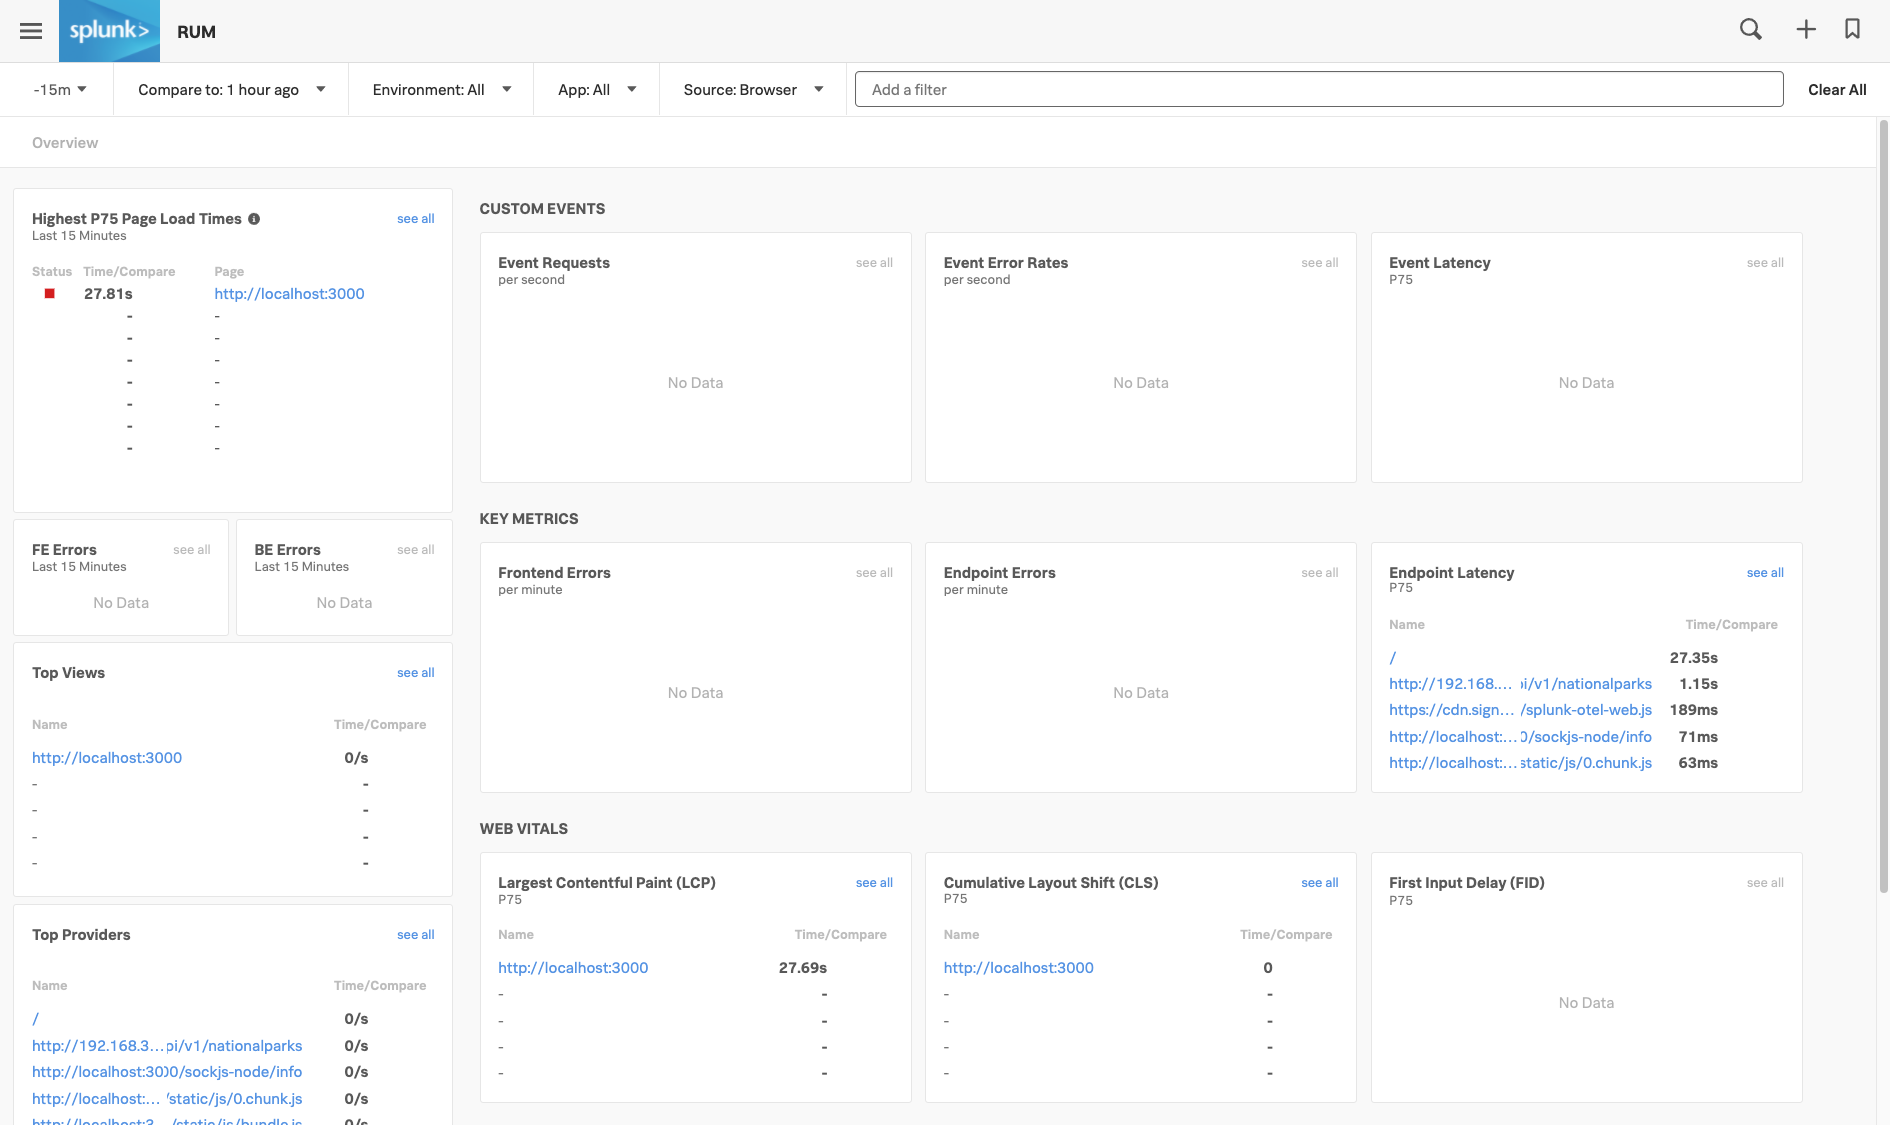 splunk>
RUM
-15m
Compare to: 1 hour ago
Environment: All
App: All
Source: Browser
Add a filter
Clear All
Overview
Highest P75 Page Load Times
see all
Last 15 Minutes
Status Time/Compare Page
27.81s http://localhost:3000
- -
- -
- -
- -
- -
- -
- -
FE Errors see all
Last 15 Minutes
No Data
BE Errors see all
Last 15 Minutes
No Data
Top Views see all
Name Time/Compare
http://localhost:3000 0/s
- -
- -
- -
- -
Top Providers see all
Name Time/Compare
/ 0/s
http://192.168.3... pi/v1/nationalparks 0/s
http://localhost:3000/sockjs-node/info 0/s
http://localhost:... /static/js/0.chunk.js 0/s
http://localhost:3... /static/js/bundle.js 0/s
CUSTOM EVENTS
Event Requests see all
per second
No Data
Event Error Rates see all
per second
No Data
Event Latency see all
P75
No Data
KEY METRICS
Frontend Errors see all
per minute
No Data
Endpoint Errors see all
per minute
No Data
Endpoint Latency see all
P75
Name Time/Compare
/ 27.35s
http://192.168.... pi/v1/nationalparks 1.15s
https://cdn.sign... /splunk-otel-web.js 189ms
http://localhost:... 0/sockjs-node/info 71ms
http://localhost:... static/js/0.chunk.js 63ms
WEB VITALS
Largest Contentful Paint (LCP) see all
P75
Name Time/Compare
http://localhost:3000 27.69s
- -
- -
- -
- -
Cumulative Layout Shift (CLS) see all
P75
Name Time/Compare
http://localhost:3000 0
- -
- -
- -
- -
First Input Delay (FID) see all
P75
No Data